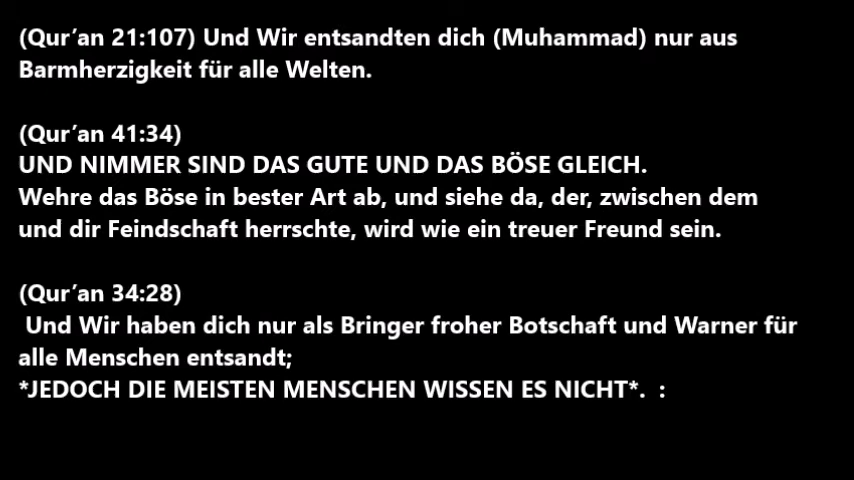 (Qur’an 21:107) Und Wir entsandten dich (Muhammad) nur aus
Barmherzigkeit für alle Welten.
(Qur’an 41:34)
UND NIMMER SIND DAS GUTE UND DAS BÖSE GLEICH.
Wehre das Böse in bester Art ab, und siehe da, der, zwischen dem
und dir Feindschaft herrschte, wird wie ein treuer Freund sein.
(Qur’an 34:28)
Und Wir haben dich nur als Bringer froher Botschaft und Warner für
alle Menschen entsandt;
*JEDOCH DIE MEISTEN MENSCHEN WISSEN ES NICHT*. :